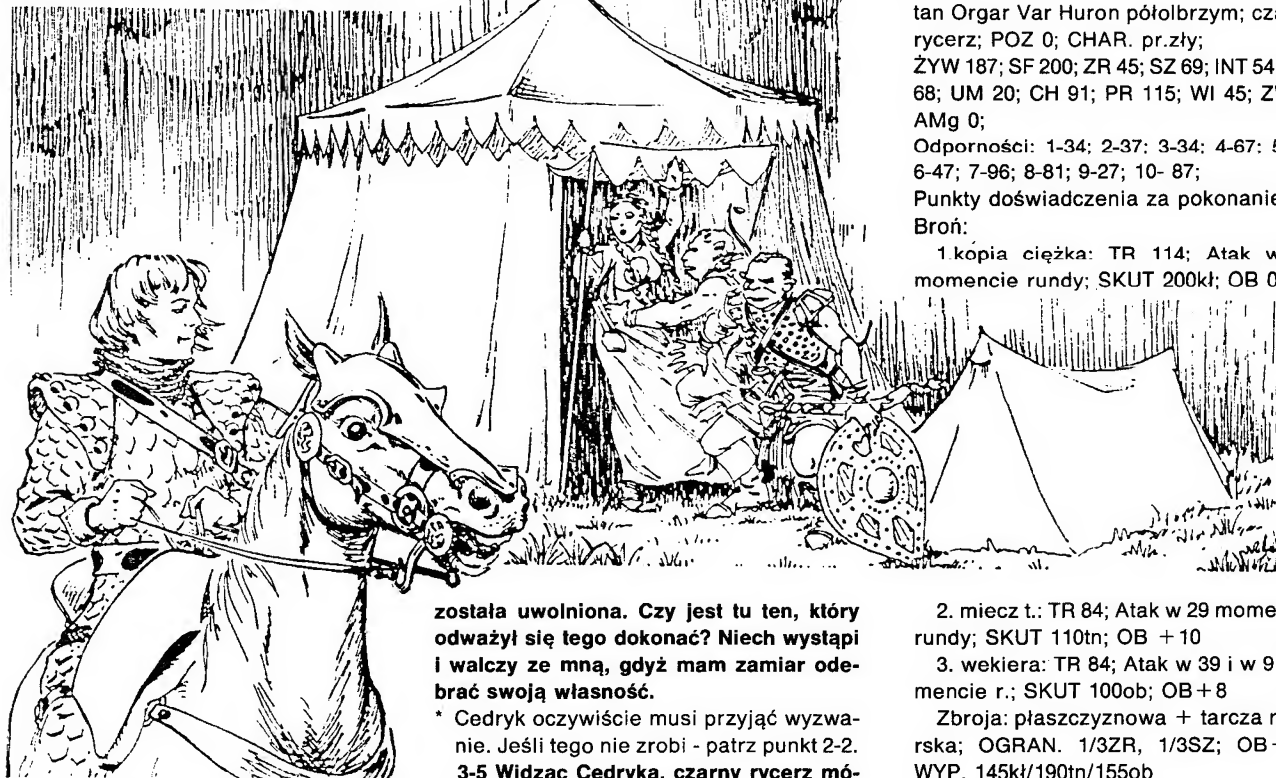 została uwolniona. Czy jest tu ten, który
odważył się tego dokonać? Niech wystąpi
i walczy ze mną, gdyż mam zamiar ode-
brać swoją własność.
* Cedryk oczywiście musi przyjąć wyzwa-
nie. Jeśli tego nie zrobi - patrz punkt 2-2.
3-5 Widząc Cedryka, czarny rycerz mó-
tan Orgar Var Huron półolbrzym;
rycerz; POZ 0; CHAR. pr.zły;
ŻYW 187; SF 200; ZR 45; SZ 69; INT 54
68; UM 20; CH 91; PR 115; WI 45;
AMg 0;
Odporności: 1-34; 2-37; 3-34; 4-67;
6-47; 7-96; 8-81; 9-27; 10- 87;
Punkty doświadczenia za pokonanie
Broń:
1.kopia ciężka: TR 114; Atak w
momencie rundy; SKUT 200kł; OB 0
2. miecz t.: TR 84; Atak w 29 mome
rundy; SKUT 110tn; OB +10
3. wekiera: TR 84; Atak w 39 i w 9
mencie r.; SKUT 100ob; OB+8
Zbroja: płaszczyznowa + tarcza r
rska; OGRAN. 1/3ZR, 1/3SZ; OB
WYP. 145kł/190tn/155ob